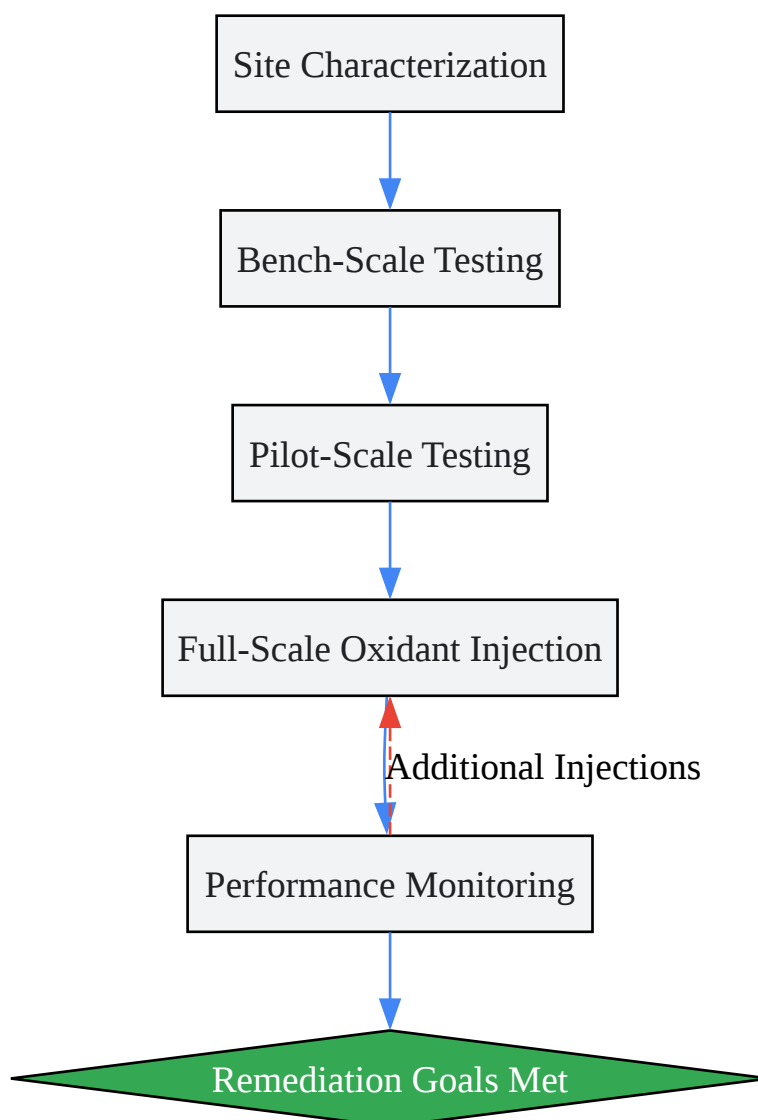 Site Characterization
Bench-Scale Testing
Pilot-Scale Testing
Full-Scale Oxidant Injection
Additional Injections
Performance Monitoring
Remediation Goals Met